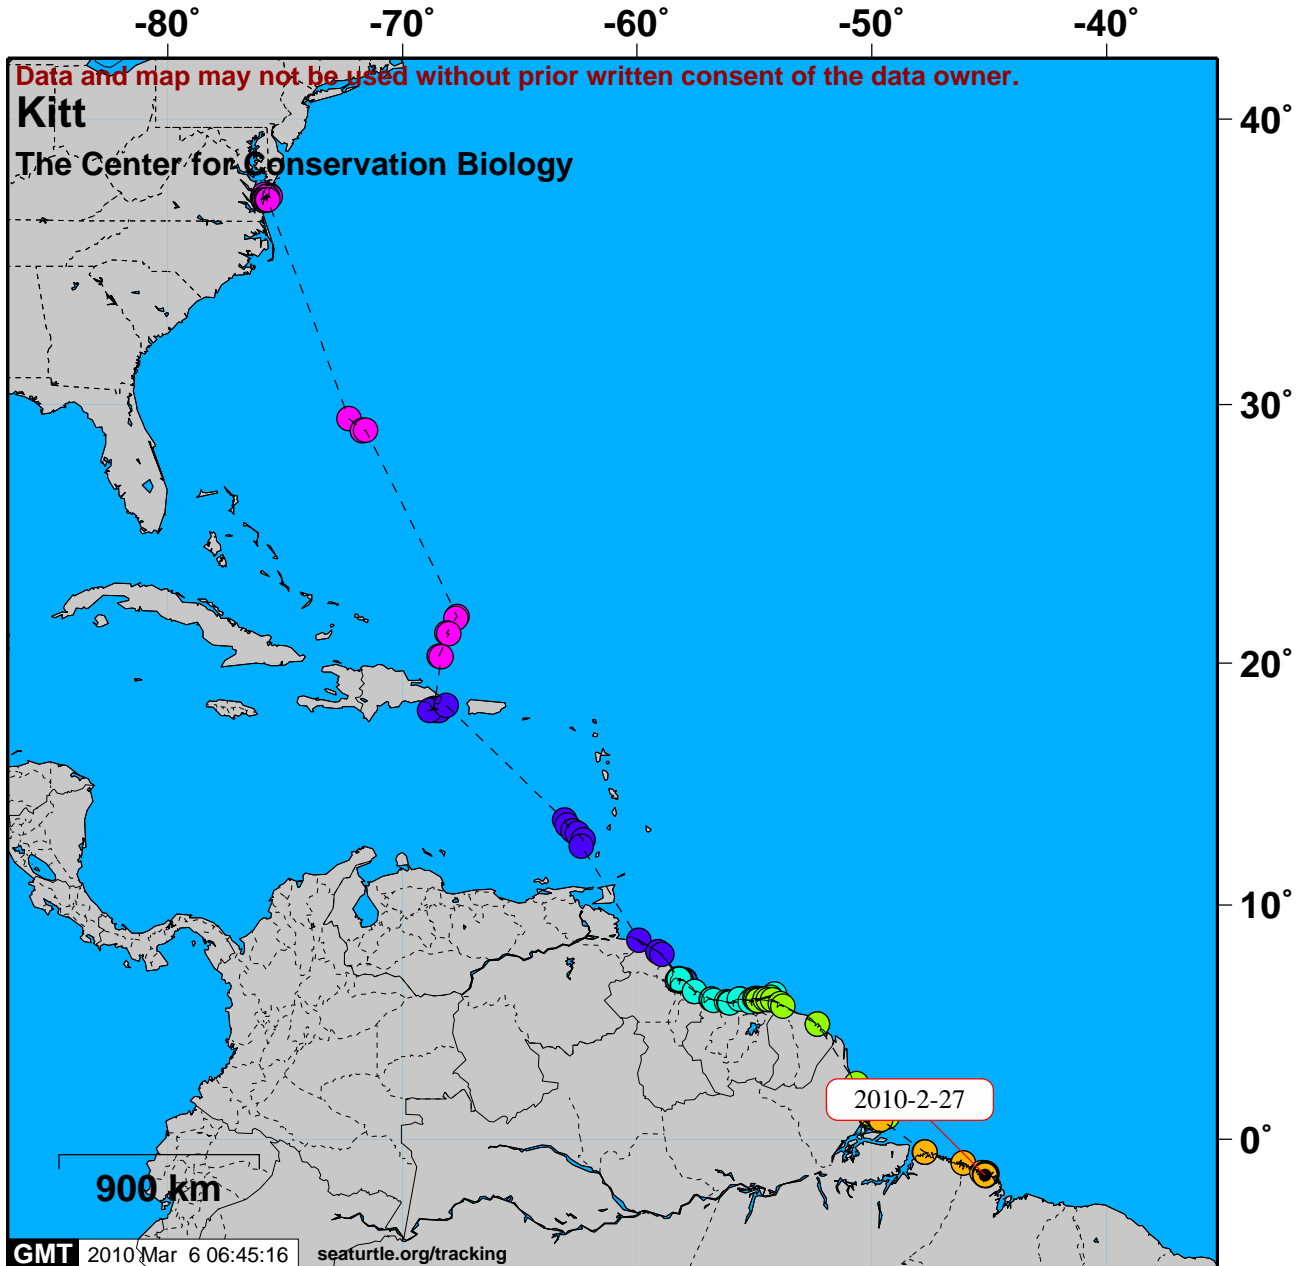 -80° -70° -60° -50° -40°
Data and map may not be used without prior written consent of the data owner.
Kitt
40°
The Center for Conservation Biology
30°
20°
10°
2010-2-27
0°
900 km
GMT 2010 Mar 6 06:45:16 seaturtle.org/tracking